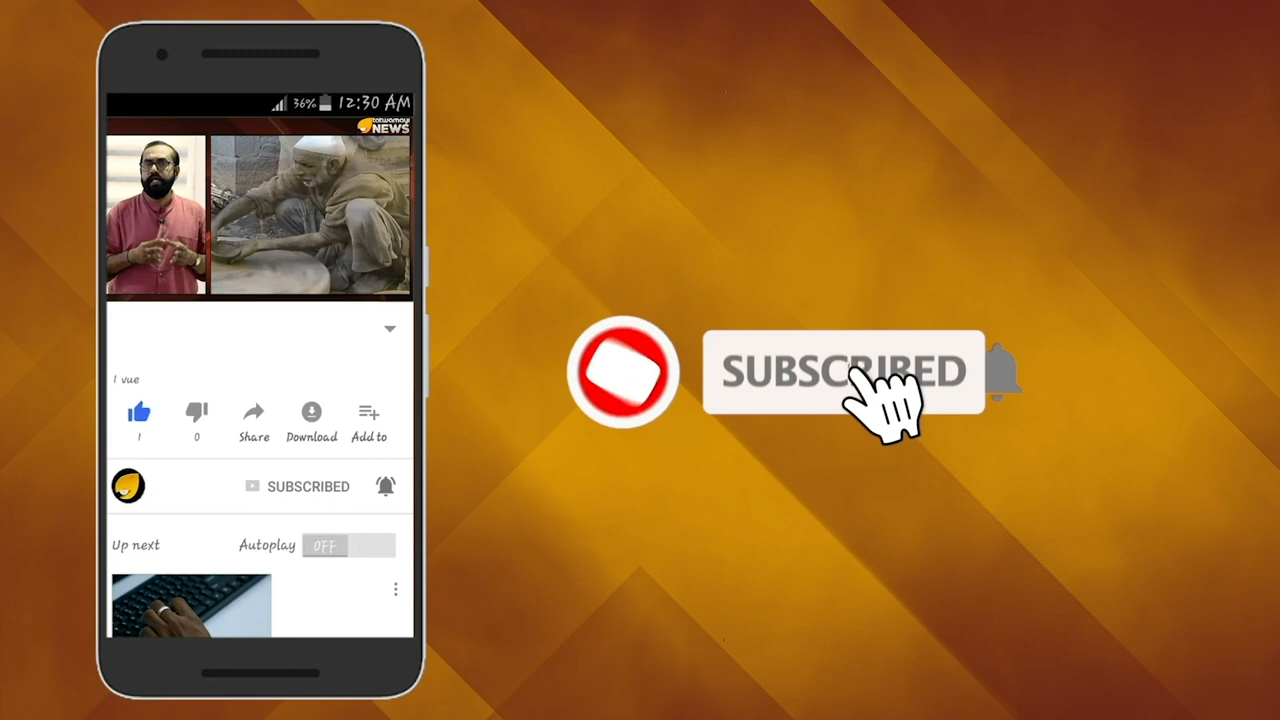 36% 12:30 AM
tatwamayi
NEWS
1 vue
1
0
Share
Download
Add to
SUBSCRIBED
Up next
Autoplay
OFF
SUBSCRIBED